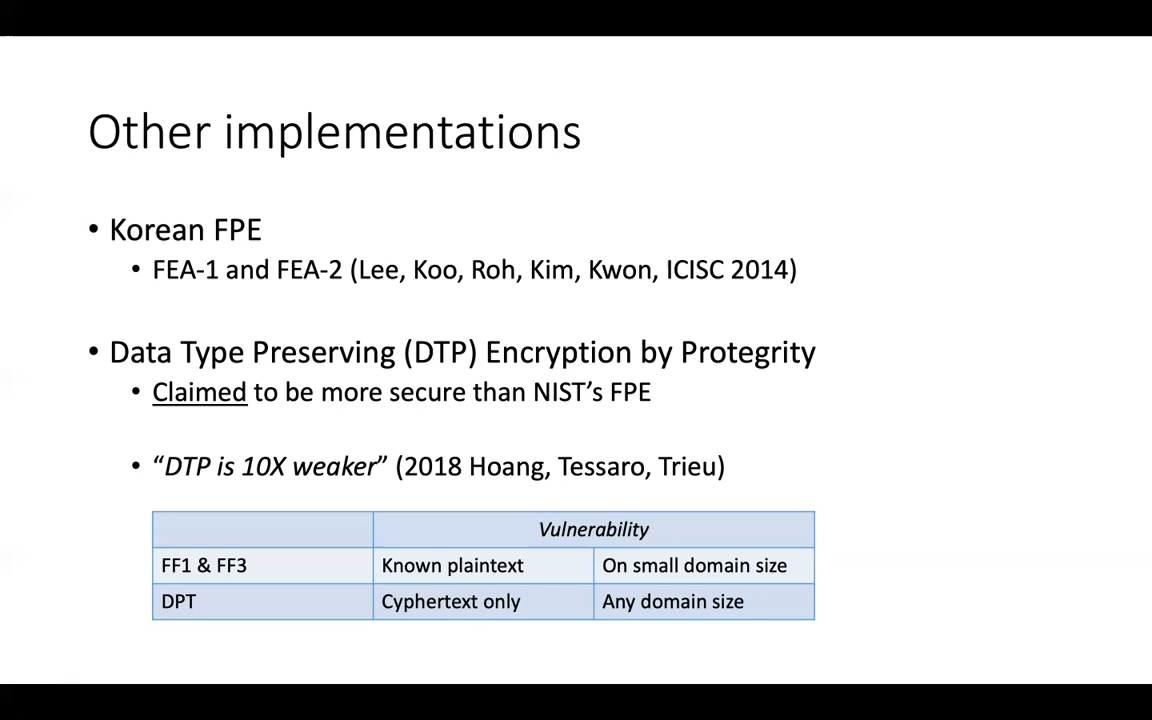 Other implementations
• Korean FPE
• FEA-1 and FEA-2 (Lee, Koo, Roh, Kim, Kwon, ICISC 2014)
• Data Type Preserving (DTP) Encryption by Protegrity
• Claimed to be more secure than NIST’s FPE
• “DTP is 10X weaker” (2018 Hoang, Tessaro, Trieu)
Vulnerability
FF1 & FF3 Known plaintext On small domain size
DPT Cyphertext only Any domain size